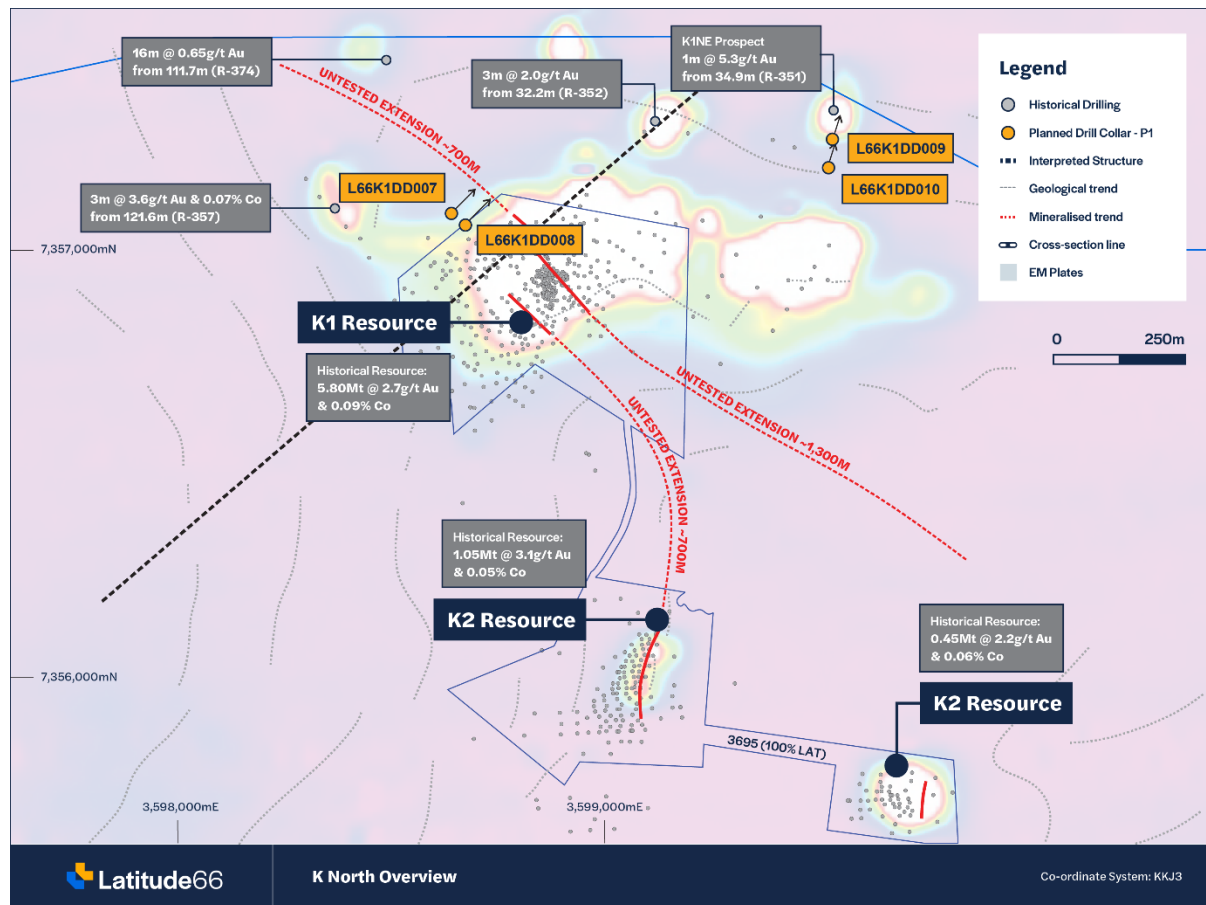 16m @ 0.65g/t Au
from 111.7m (R-374)
UNTESTED EXTENSION ~700M
3m @ 2.0g/t Au
from 32.2m (R-352)
K1NE Prospect
1m @ 5.3g/t Au
from 34.9m (R-351)
Legend
Historical Drilling
Planned Drill Collar - P1
Interpreted Structure
Geological trend
Mineralised trend
Cross-section line
EM Plates
0 250m
L66K1DD009
L66K1DD010
L66K1DD007
L66K1DD008
3m @ 3.6g/t Au & 0.07% Co
from 121.6m (R-357)
7,357,000mN
K1 Resource
Historical Resource:
5.80Mt @ 2.7g/t Au
& 0.09% Co
UNTESTED EXTENSION ~1,300M
UNTESTED EXTENSION ~700M
Historical Resource:
1.05Mt @ 3.1g/t Au
& 0.05% Co
K2 Resource
Historical Resource:
0.45Mt @ 2.2g/t Au
& 0.06% Co
K2 Resource
7,356,000mN
3695 (100% LAT)
3,598,000mE
3,599,000mE
Latitude66
K North Overview
Co-ordinate System: KKJ3